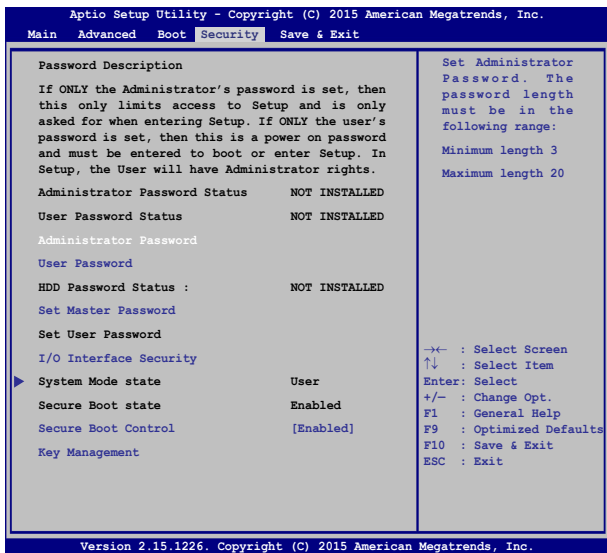 Aptio Setup Utility - Copyright (C) 2015 American Megatrends, Inc.
Main Advanced Boot Security Save & Exit
Password Description
If ONLY the Administrator's password is set, then
this only limits access to Setup and is only
asked for when entering Setup. If ONLY the user's
password is set, then this is a power on password
and must be entered to boot or enter Setup. In
Setup, the User will have Administrator rights.
Administrator Password Status NOT INSTALLED
User Password Status NOT INSTALLED
Administrator Password
User Password
HDD Password Status : NOT INSTALLED
Set Master Password
Set User Password
I/O Interface Security
System Mode state User
Secure Boot state Enabled
Secure Boot Control [Enabled]
Key Management
Set Administrator
Password. The
password length
must be in the
following range:
Minimum length 3
Maximum length 20
→← : Select Screen
↑↓ : Select Item
Enter: Select
+/— : Change Opt.
F1 : General Help
F9 : Optimized Defaults
F10 : Save & Exit
ESC : Exit
Version 2.15.1226. Copyright (C) 2015 American Megatrends, Inc.